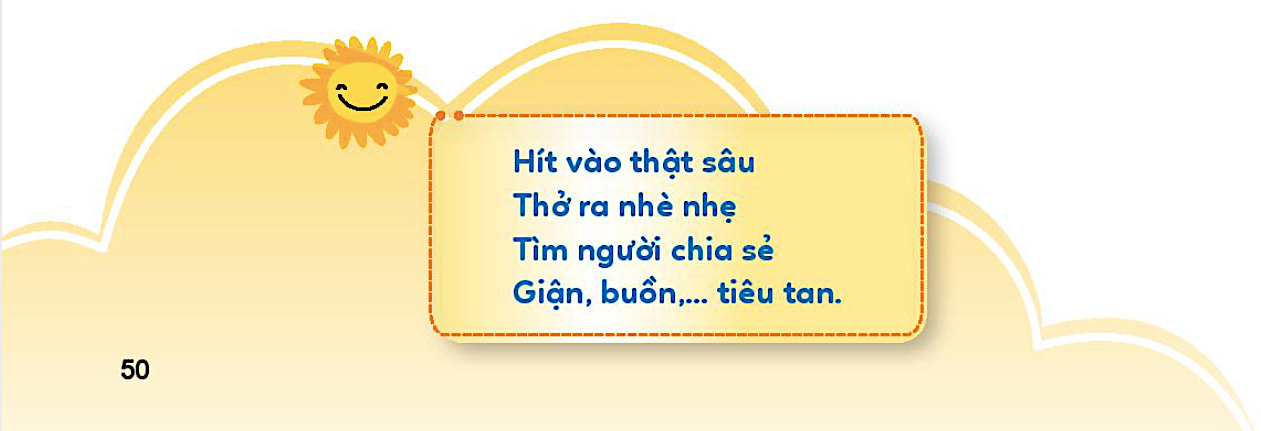 Hít vào thật sâu
Thở ra nhè nhẹ
Tìm người chia sẻ
Giận, buồn,... tiêu tan.
50